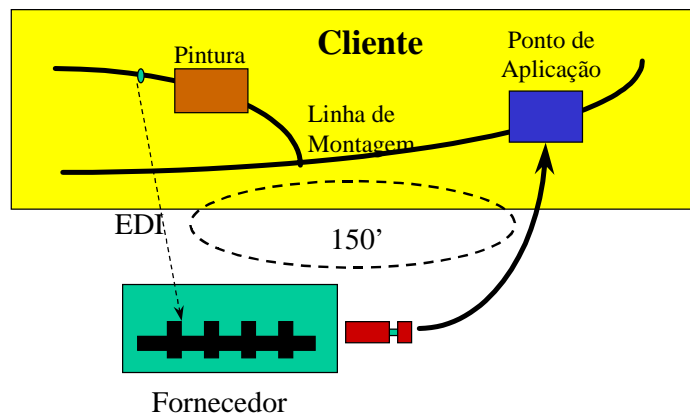 Cliente
Pintura
Ponto de
Aplicação
Linha de
Montagem
EDI
150’
Fornecedor